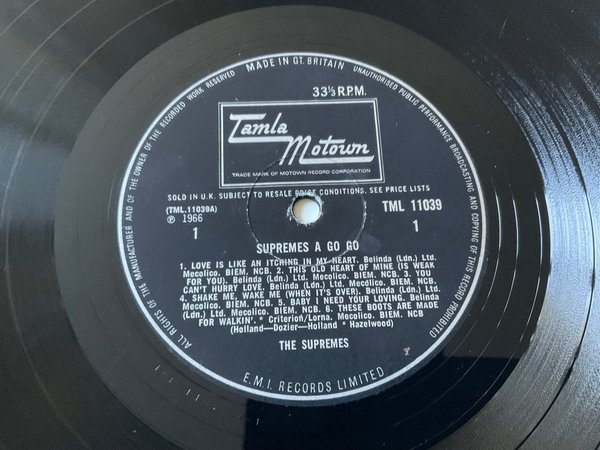 MADE IN GT. BRITAIN
ALL RIGHTS OF THE MANUFACTURER AND OF THE OWNER OF THE RECORDED WORK RESERVED
UNAUTHORISED PUBLIC PERFORMANCE BROADCASTING AND COPYING OF THIS RECORD PROHIBITED
33⅓ R.P.M.
Tamla
Motown
TRADE MARK OF MOTOWN RECORD CORPORATION
SOLD IN U.K. SUBJECT TO RESALE PRICE CONDITIONS, SEE PRICE LISTS
(TML.11039A) TML 11039
℗ 1966
1 1
SUPREMES A GO GO
1. LOVE IS LIKE AN ITCHING IN MY HEART. Belinda (Ldn.) Ltd.
Mecolico. BIEM. NCB. 2. THIS OLD HEART OF MINE (IS WEAK
FOR YOU). Belinda (Ldn.) Ltd. Mecolico. BIEM. NCB. 3. YOU
CAN'T HURRY LOVE. Belinda (Ldn.) Ltd. Mecolico. BIEM. NCB.
4. SHAKE ME, WAKE ME (WHEN IT'S OVER). Belinda (Ldn.) Ltd.
Mecolico. BIEM. NCB. 5. BABY I NEED YOUR LOVING. Belinda
(Ldn.) Ltd. Mecolico. BIEM. NCB. 6. THESE BOOTS ARE MADE
FOR WALKIN'. * Criterion/Lorna. Mecolico. BIEM. NCB
(Holland—Dozier—Holland * Hazelwood)
THE SUPREMES
Y
E.M.I. RECORDS LIMITED